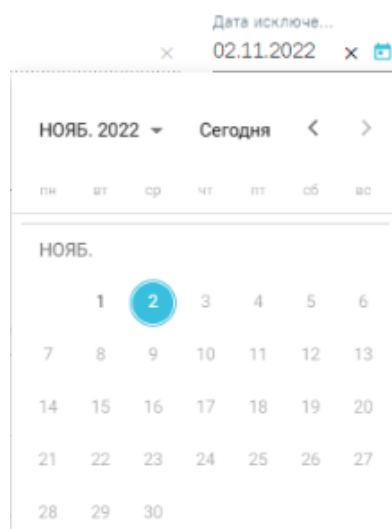 Дата исключе...
02.11.2022
НОЯБ. 2022 Сегодня
пн вт ср чт пт сб вс
НОЯБ.
1 2 3 4 5 6
7 8 9 10 11 12 13
14 15 16 17 18 19 20
21 22 23 24 25 26 27
28 29 30